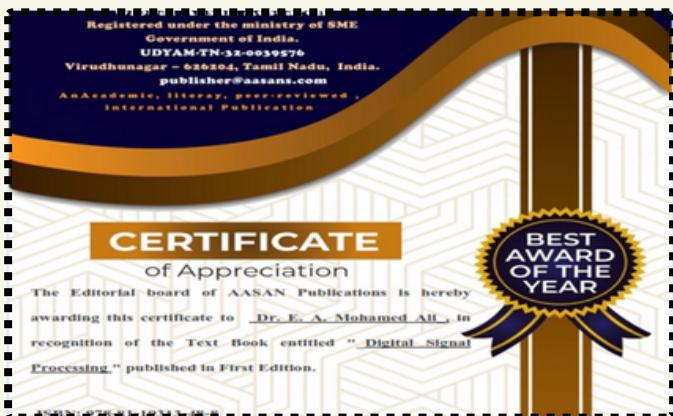 Registered under the ministry of SME
Government of India.
UDYAM-TN-32-0039576
Virudhunagar – 626204, Tamil Nadu, India.
publisher@aasans.com
AnAcademic, literay, peer-reviewed ,
international Publication
CERTIFICATE
of Appreciation
The Editorial board of AASAN Publications is hereby
awarding this certificate to Dr. E. A. Mohamed Ali , in
recognition of the Text Book entitled " Digital Signal
Processing " published in First Edition.
BEST
AWARD
OF THE
YEAR
ISBN: